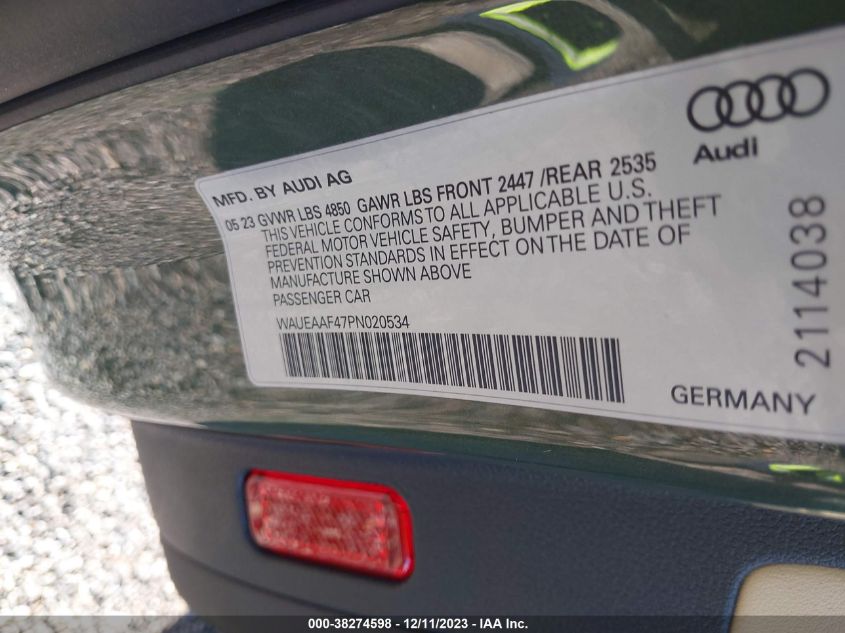 Audi
MFD. BY AUDI AG
05 23 GVWR LBS 4850 GAWR LBS FRONT 2447 /REAR 2535
THIS VEHICLE CONFORMS TO ALL APPLICABLE U.S.
FEDERAL MOTOR VEHICLE SAFETY, BUMPER AND THEFT
PREVENTION STANDARDS IN EFFECT ON THE DATE OF
MANUFACTURE SHOWN ABOVE
PASSENGER CAR
WAUEAAF47PN020534
2114038
GERMANY
000-38274598 - 12/11/2023 - IAA Inc.